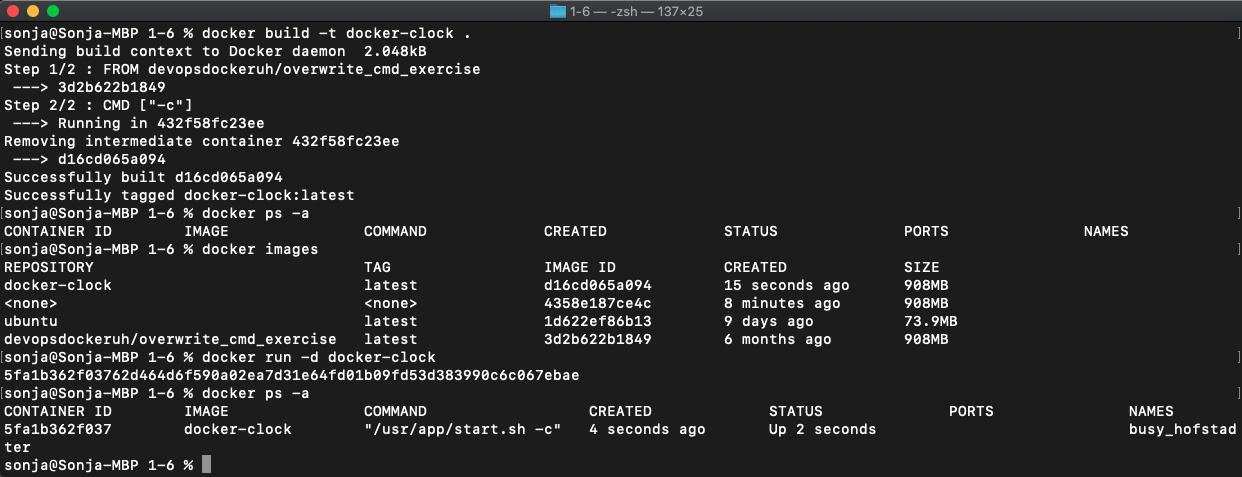 1-6 — -zsh — 137×25
[sonja@Sonja-MBP 1-6 % docker build -t docker-clock . ]
Sending build context to Docker daemon  2.048kB
Step 1/2 : FROM devopsdockeruh/overwrite_cmd_exercise
 ---> 3d2b622b1849
Step 2/2 : CMD ["-c"]
 ---> Running in 432f58fc23ee
Removing intermediate container 432f58fc23ee
 ---> d16cd065a094
Successfully built d16cd065a094
Successfully tagged docker-clock:latest
[sonja@Sonja-MBP 1-6 % docker ps -a ]
CONTAINER ID        IMAGE               COMMAND             CREATED             STATUS              PORTS               NAMES
[sonja@Sonja-MBP 1-6 % docker images ]
REPOSITORY                              TAG                 IMAGE ID            CREATED             SIZE
docker-clock                            latest              d16cd065a094        15 seconds ago      908MB
<none>                                  <none>              4358e187ce4c        8 minutes ago       908MB
ubuntu                                  latest              1d622ef86b13        9 days ago          73.9MB
devopsdockeruh/overwrite_cmd_exercise   latest              3d2b622b1849        6 months ago        908MB
[sonja@Sonja-MBP 1-6 % docker run -d docker-clock ]
5fa1b362f03762d464d6f590a02ea7d31e64fd01b09fd53d383990c6c067ebae
[sonja@Sonja-MBP 1-6 % docker ps -a ]
CONTAINER ID        IMAGE               COMMAND                  CREATED             STATUS              PORTS               NAMES
5fa1b362f037        docker-clock        "/usr/app/start.sh -c"   4 seconds ago       Up 2 seconds                            busy_hofstad
ter
sonja@Sonja-MBP 1-6 %